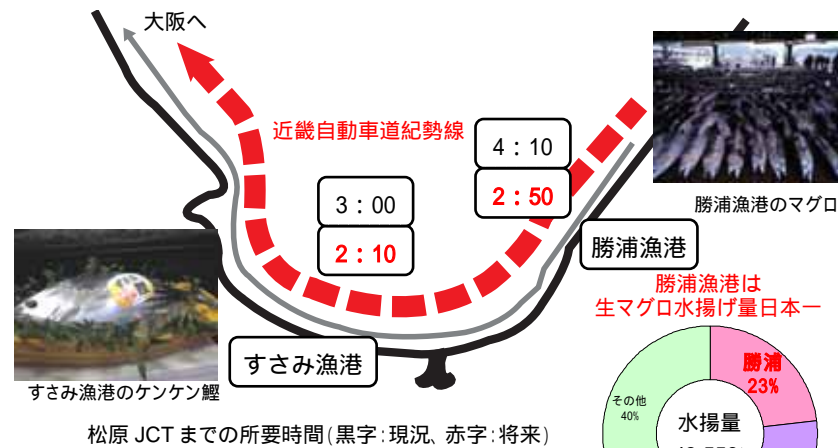 大阪へ
近畿自動車道紀勢線
4：10
2：50
3：00
2：10
勝浦漁港のマグロ
勝浦漁港
勝浦漁港は
生マグロ水揚げ量日本一
すさみ漁港
すさみ漁港のケンケン鰹
勝浦
23%
その他
40%
水揚量
松原 JCT までの所要時間(黒字：現況、赤字：将来)